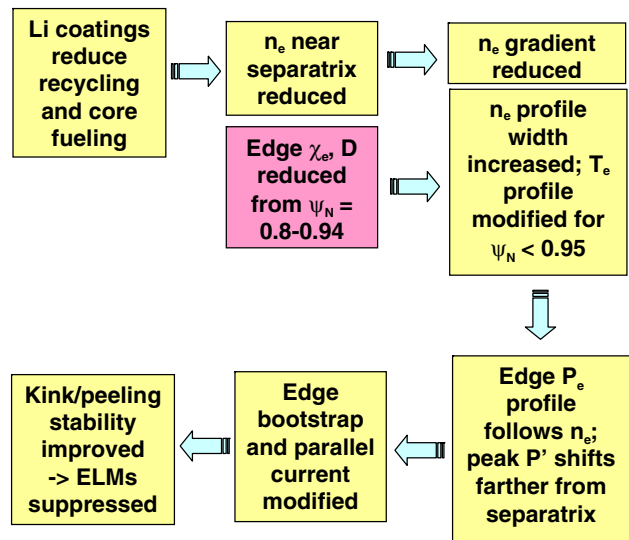 Li coatings
reduce
recycling
and core
fueling
nₑ near
separatrix
reduced
nₑ gradient
reduced
Edge χₑ, D
reduced
from ψ_N =
0.8-0.94
nₑ profile
width
increased; Tₑ
profile
modified for
ψ_N < 0.95
Edge Pₑ
profile
follows nₑ;
peak P' shifts
farther from
separatrix
Edge
bootstrap
and parallel
current
modified
Kink/peeling
stability
improved
-> ELMs
suppressed